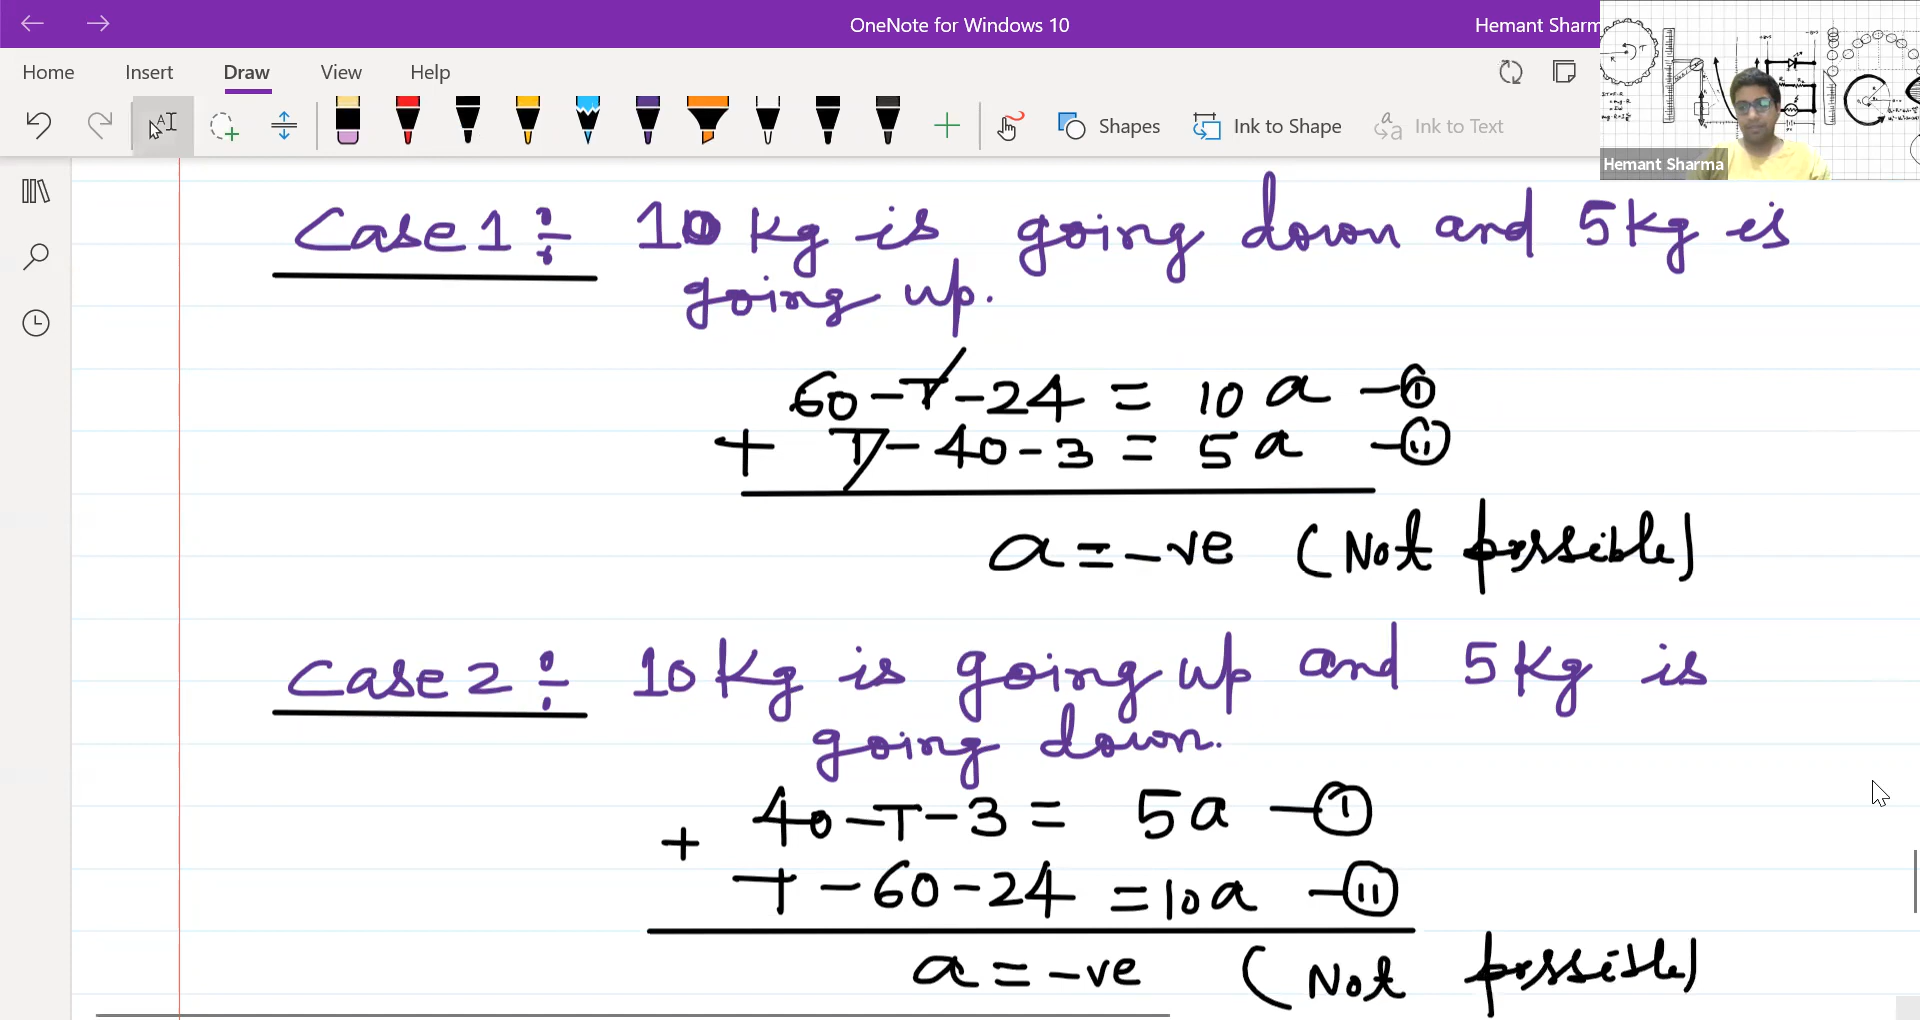 OneNote for Windows 10
Hemant Sharm
Home Insert Draw View Help
Shapes Ink to Shape Ink to Text
Hemant Sharma
Case 1 ÷ 10 kg is going down and 5 kg is
going up.
60 - T - 24 = 10 a - (I)
+ T - 40 - 3 = 5 a - (II)
a = -ve (Not possible)
Case 2 ÷ 10 kg is going up and 5 kg is
going down.
40 - T - 3 = 5 a - (I)
+ T - 60 - 24 = 10 a - (II)
a = -ve (Not possible)